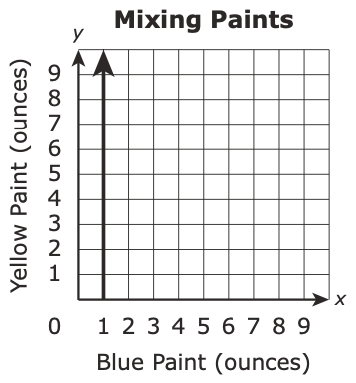 Mixing Paints
y
Yellow Paint (ounces)
9
8
7
6
5
4
3
2
1
x
0 1 2 3 4 5 6 7 8 9
Blue Paint (ounces)